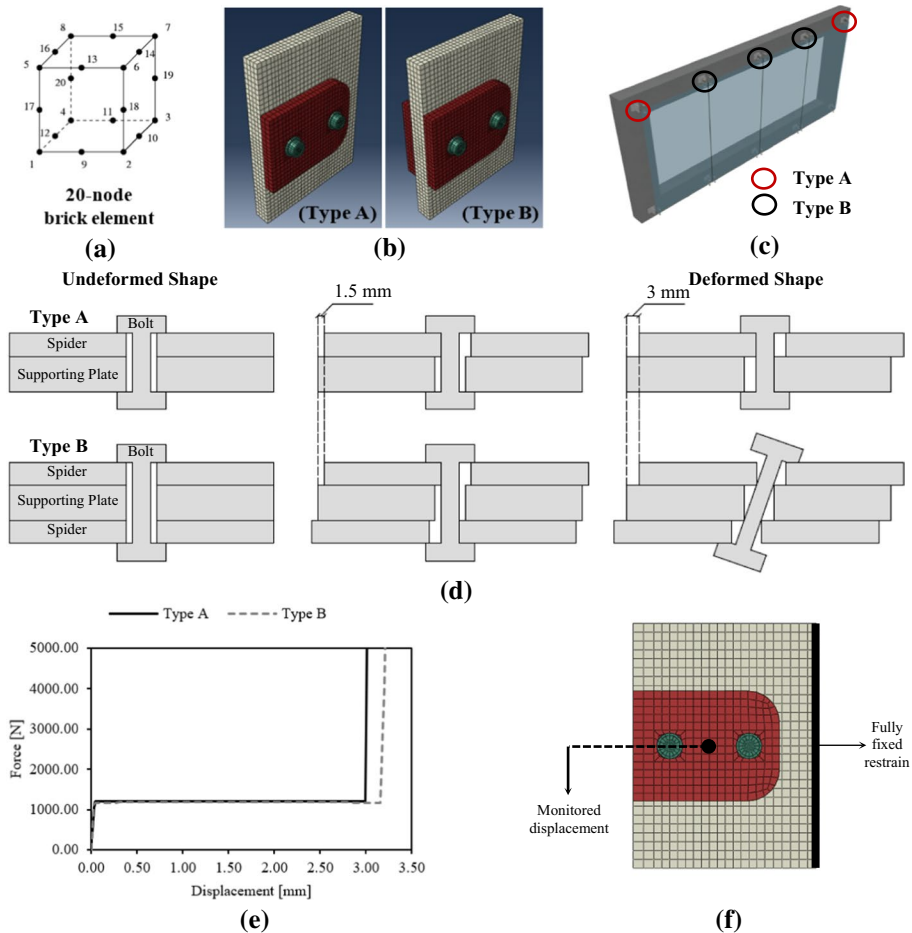 8
15
7
16
14
5
13
6
20
19
17
4
11
18
3
12
10
1
9
2
20-node
brick element
(a)
(Type A)
(Type B)
(b)
Type A
Type B
(c)
Undeformed Shape
Deformed Shape
1.5 mm
3 mm
Type A
Bolt
Spider
Supporting Plate
Type B
Bolt
Spider
Supporting Plate
Spider
(d)
Type A
Type B
5000.00
4000.00
3000.00
2000.00
1000.00
0.00
Force [N]
0.00 0.50 1.00 1.50 2.00 2.50 3.00 3.50
Displacement [mm]
(e)
Fully
fixed
restrain
Monitored
displacement
(f)